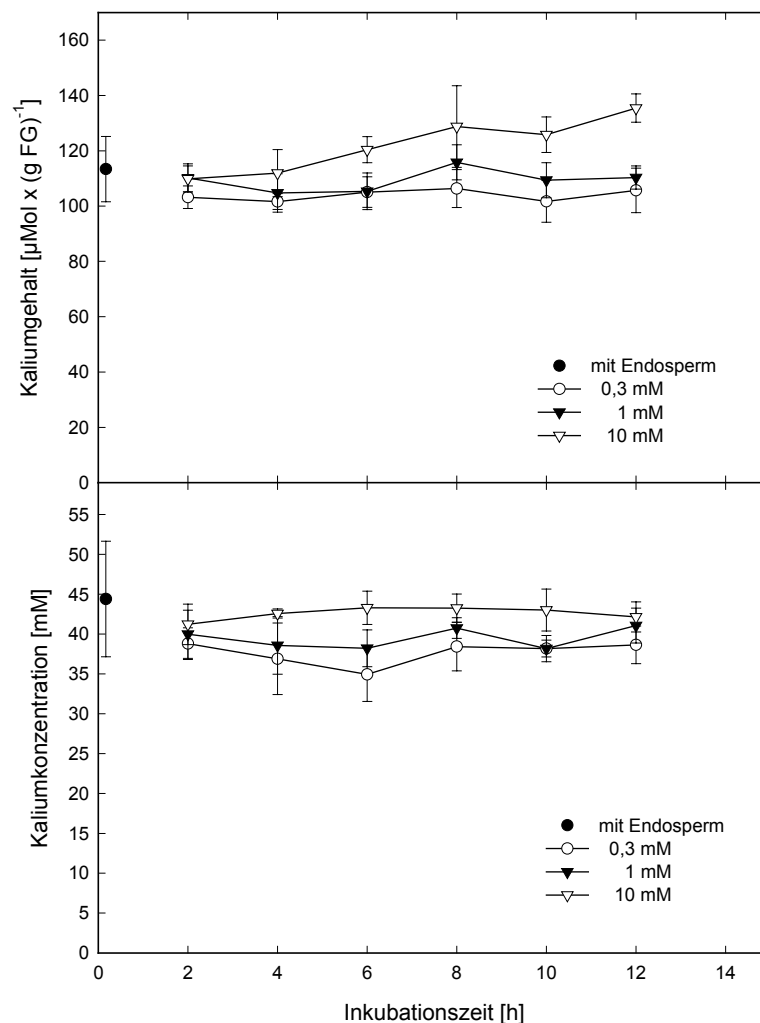 Kaliumgehalt [µMol x (g FG)⁻¹]
160
140
120
100
80
60
40
20
0
mit Endosperm
0,3 mM
1 mM
10 mM
Kaliumkonzentration [mM]
55
50
45
40
35
30
25
20
15
10
5
0
mit Endosperm
0,3 mM
1 mM
10 mM
0 2 4 6 8 10 12 14
Inkubationszeit [h]